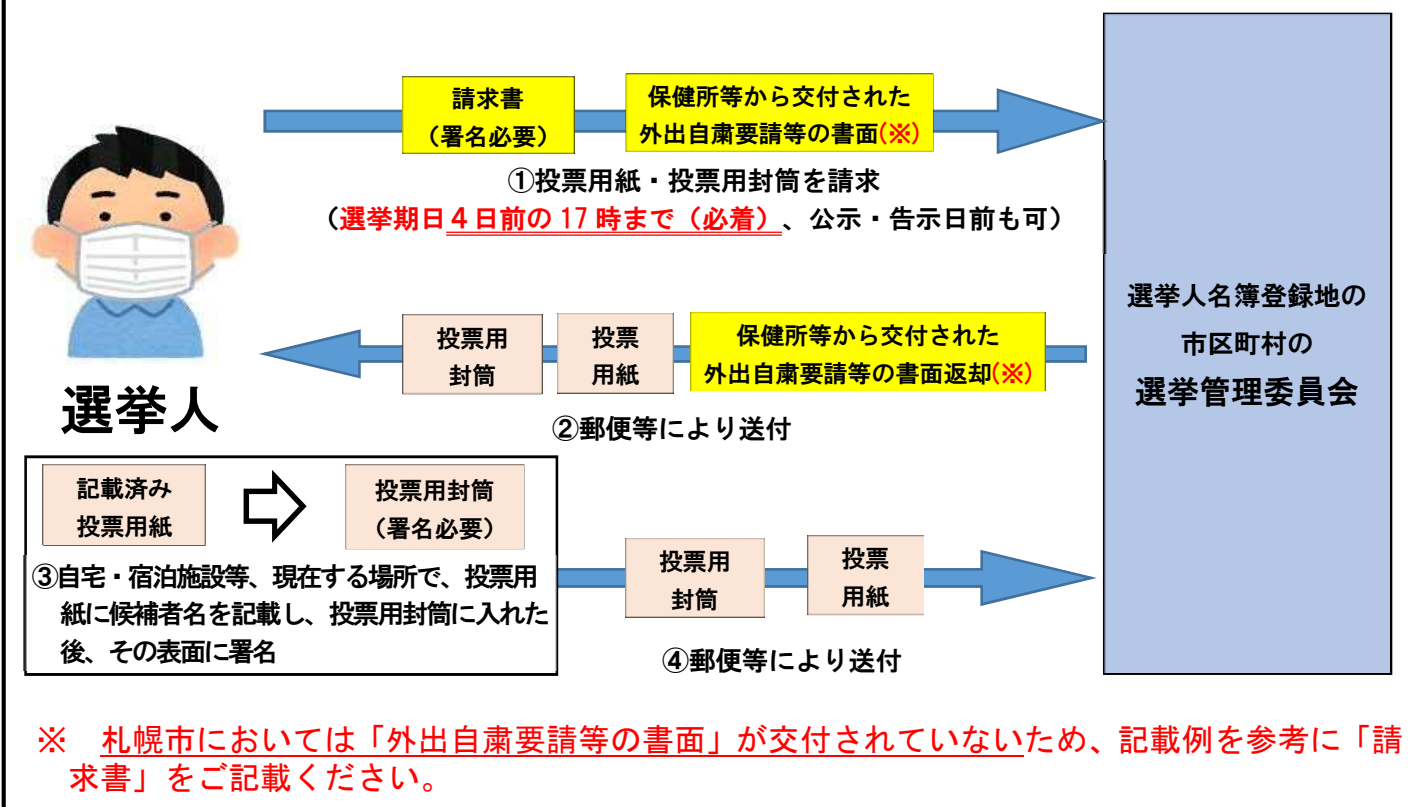 請求書
（署名必要）
保健所等から交付された
外出自粛要請等の書面(※)
①投票用紙・投票用封筒を請求
（選挙期日４日前の 17 時まで（必着）、公示・告示日前も可）
選挙人
投票用
封筒
投票
用紙
保健所等から交付された
外出自粛要請等の書面返却(※)
②郵便等により送付
選挙人名簿登録地の
市区町村の
選挙管理委員会
記載済み
投票用紙
投票用封筒
（署名必要）
③自宅・宿泊施設等、現在する場所で、投票用
紙に候補者名を記載し、投票用封筒に入れた
後、その表面に署名
投票用
封筒
投票
用紙
④郵便等により送付
※　札幌市においては「外出自粛要請等の書面」が交付されていないため、記載例を参考に「請
求書」をご記載ください。